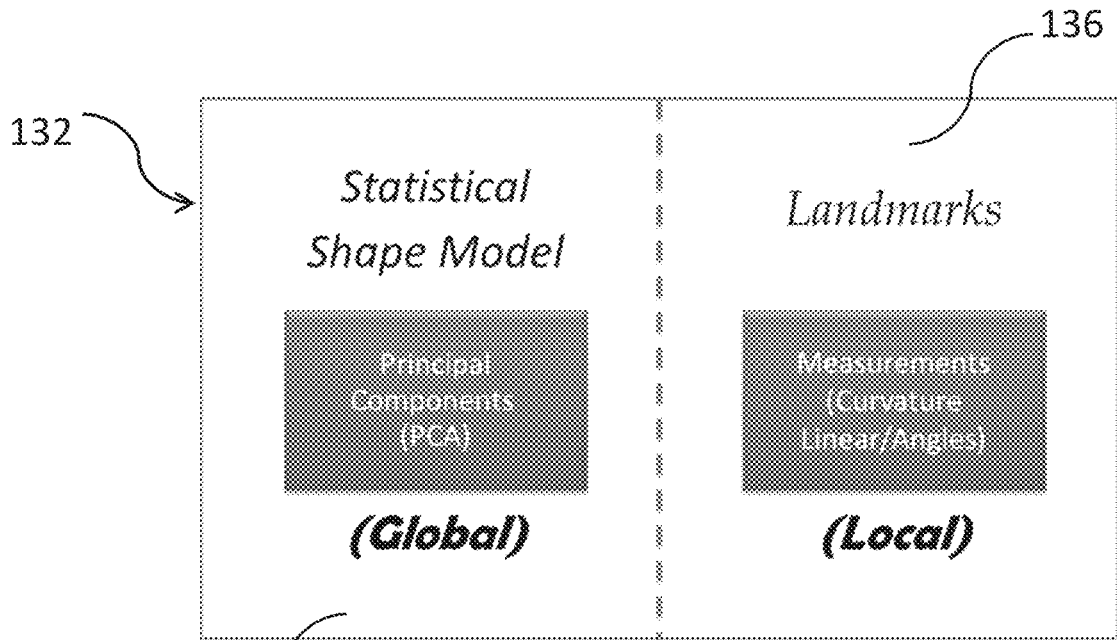 136
132
Statistical
Shape Model
Landmarks
Principal
Components
(PCA)
Measurements
(Curvature
Linear/Angles)
(Global)
(Local)